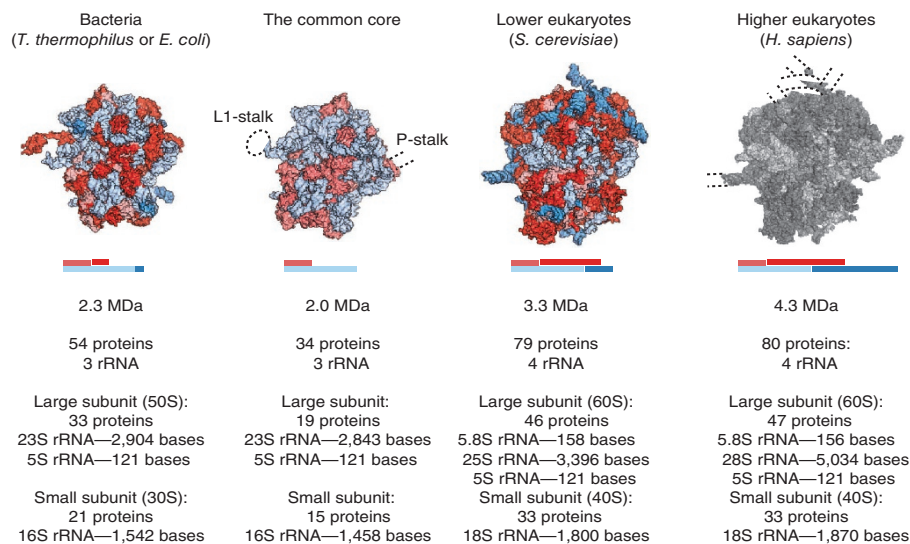 Bacteria
(T. thermophilus or E. coli)
The common core
Lower eukaryotes
(S. cerevisiae)
Higher eukaryotes
(H. sapiens)
L1-stalk
P-stalk
2.3 MDa
2.0 MDa
3.3 MDa
4.3 MDa
54 proteins
3 rRNA
34 proteins
3 rRNA
79 proteins
4 rRNA
80 proteins:
4 rRNA
Large subunit (50S):
33 proteins
23S rRNA—2,904 bases
5S rRNA—121 bases
Large subunit:
19 proteins
23S rRNA—2,843 bases
5S rRNA—121 bases
Large subunit (60S):
46 proteins
5.8S rRNA—158 bases
25S rRNA—3,396 bases
5S rRNA—121 bases
Large subunit (60S):
47 proteins
5.8S rRNA—156 bases
28S rRNA—5,034 bases
5S rRNA—121 bases
Small subunit (30S):
21 proteins
16S rRNA—1,542 bases
Small subunit:
15 proteins
16S rRNA—1,458 bases
Small subunit (40S):
33 proteins
18S rRNA—1,800 bases
Small subunit (40S):
33 proteins
18S rRNA—1,870 bases